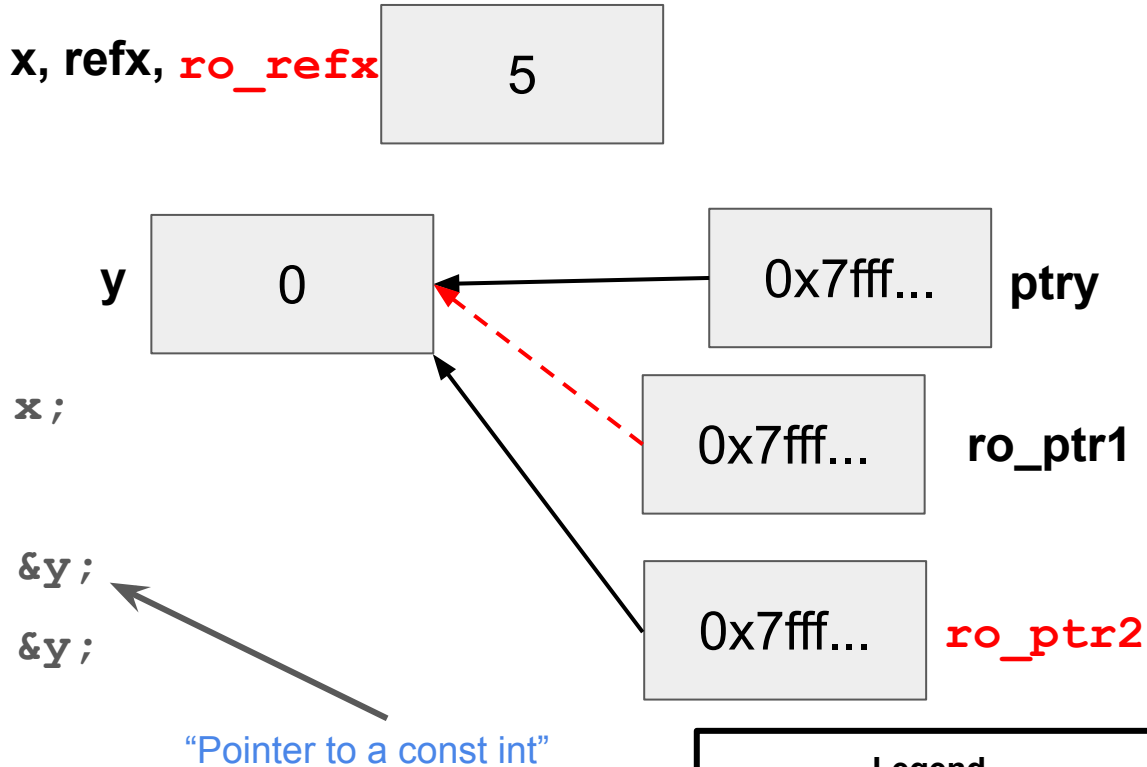 x, refx, ro_refx
5
y
0
0x7fff...
ptry
x;
0x7fff...
ro_ptr1
&y;
&y;
0x7fff...
ro_ptr2
“Pointer to a const int”
Legend